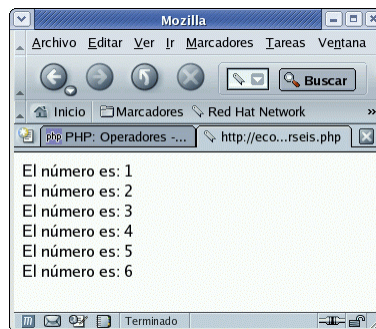 Mozilla
Archivo Editar Ver Ir Marcadores Tareas Ventana
Buscar
Inicio Marcadores Red Hat Network »
php PHP: Operadores -... http://eco...rseis.php
El número es: 1
El número es: 2
El número es: 3
El número es: 4
El número es: 5
El número es: 6
Terminado